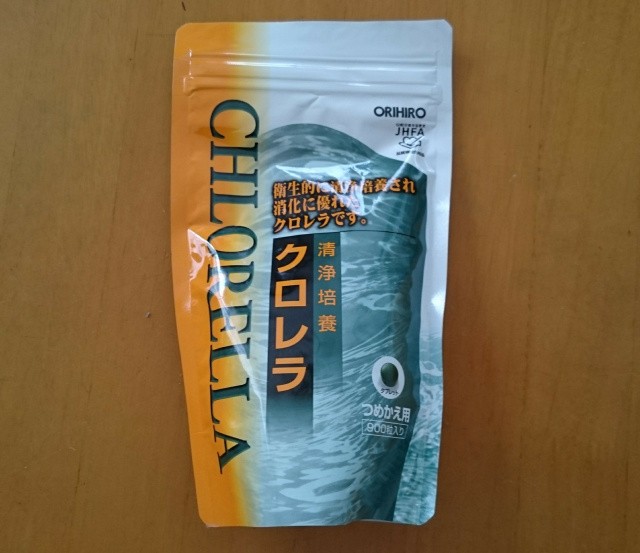 ORIHIRO
JHFA
CHLORELLA
衛生的に清浄培養され
消化に優れた
クロレラです。
清浄培養
クロレラ
つめかえ用
900粒入り